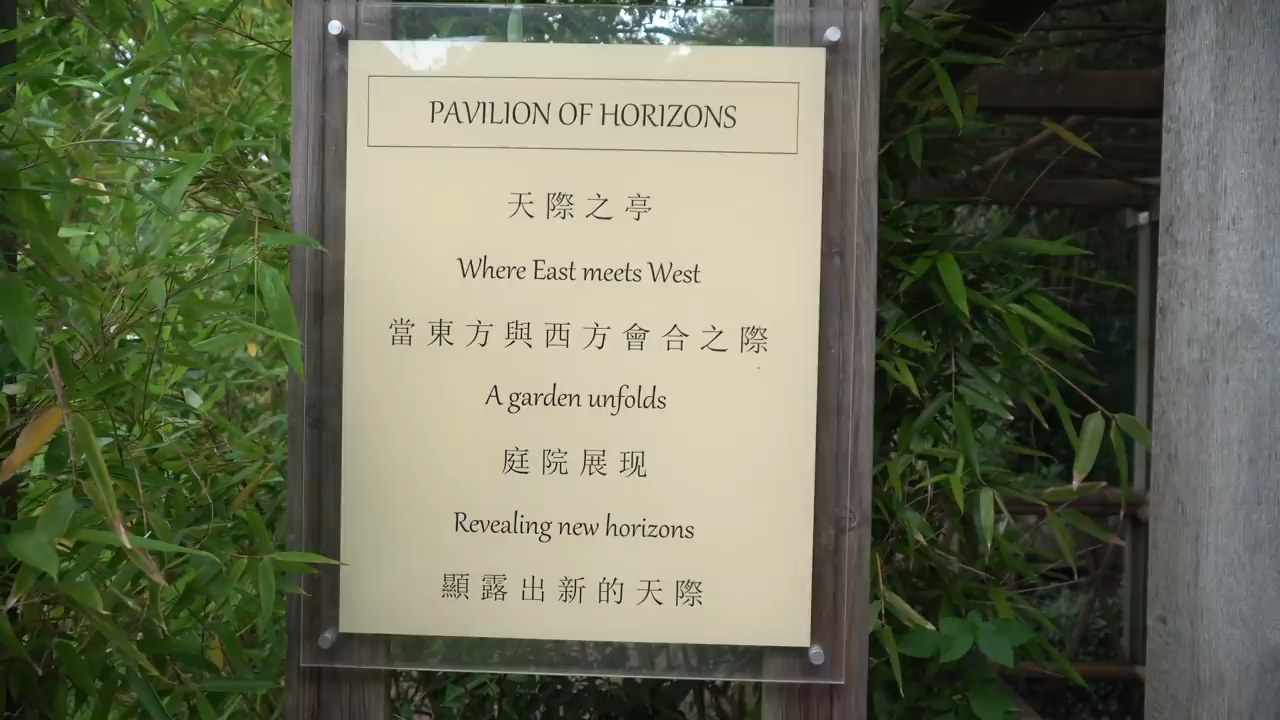 PAVILION OF HORIZONS
天際之亭
Where East meets West
當東方與西方會合之際
A garden unfolds
庭院展现
Revealing new horizons
顯露出新的天際